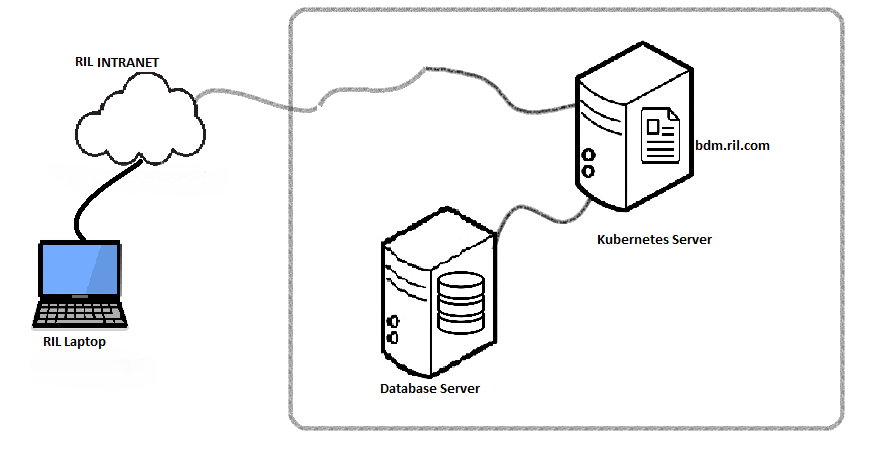 RIL INTRANET
bdm.ril.com
Kubernetes Server
RIL Laptop
Database Server